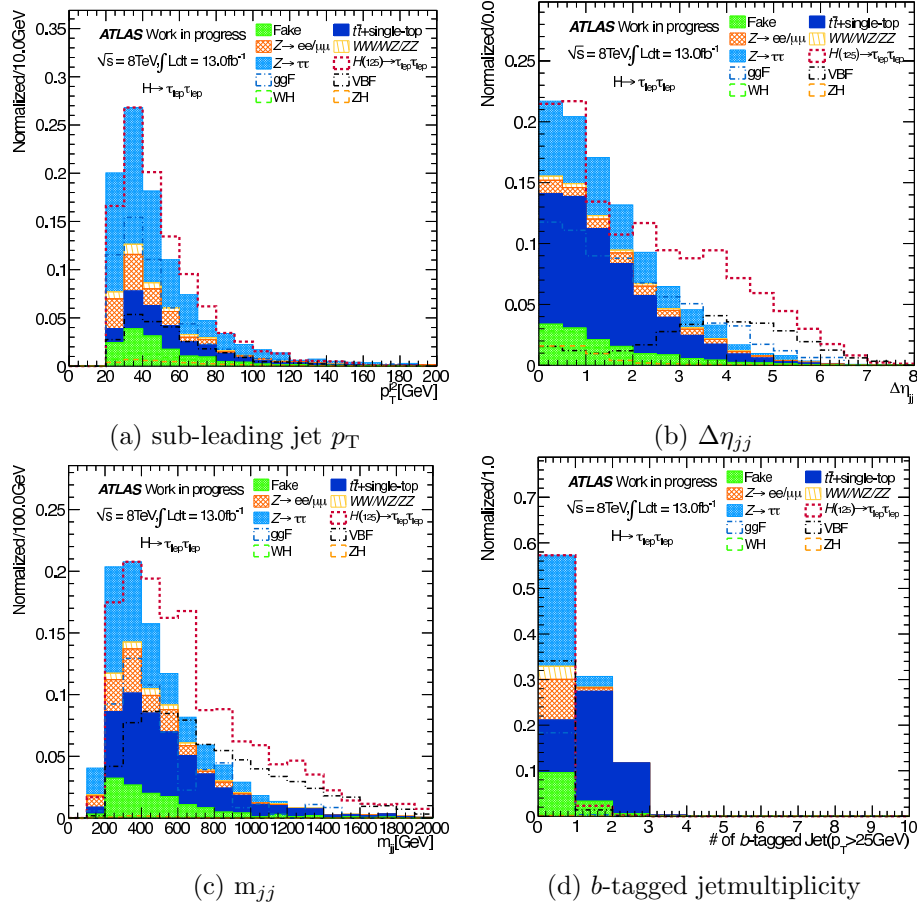 Normalized/10.0GeV
ATLAS Work in progress
√s = 8TeV,∫ Ldt = 13.0fb⁻¹
H→ τlepτlep
Fake
Z→ ee/μμ
Z→ ττ
ggF
WH
tt̄+single-top
WW/WZ/ZZ
H(125)→τlepτlep
VBF
ZH
0.35
0.3
0.25
0.2
0.15
0.1
0.05
0
0 20 40 60 80 100 120 140 160 180 200
pTj2[GeV]
(a) sub-leading jet pT
Normalized/0.0
ATLAS Work in progress
√s = 8TeV,∫ Ldt = 13.0fb⁻¹
H→ τlepτlep
Fake
Z→ ee/μμ
Z→ ττ
ggF
WH
tt̄+single-top
WW/WZ/ZZ
H(125)→τlepτlep
VBF
ZH
0.25
0.2
0.15
0.1
0.05
0
0 1 2 3 4 5 6 7 8
Δηjj
(b) Δηjj
Normalized/100.0GeV
ATLAS Work in progress
√s = 8TeV,∫ Ldt = 13.0fb⁻¹
H→ τlepτlep
Fake
Z→ ee/μμ
Z→ ττ
ggF
WH
tt̄+single-top
WW/WZ/ZZ
H(125)→τlepτlep
VBF
ZH
0.25
0.2
0.15
0.1
0.05
0
0 200 400 600 800 1000 1200 1400 1600 1800 2000
mjj[GeV]
(c) mjj
Normalized/1.0
ATLAS Work in progress
√s = 8TeV,∫ Ldt = 13.0fb⁻¹
H→ τlepτlep
Fake
Z→ ee/μμ
Z→ ττ
ggF
WH
tt̄+single-top
WW/WZ/ZZ
H(125)→τlepτlep
VBF
ZH
0.7
0.6
0.5
0.4
0.3
0.2
0.1
0
0 1 2 3 4 5 6 7 8 9 10
# of b-tagged Jet(pT>25GeV)
(d) b-tagged jetmultiplicity